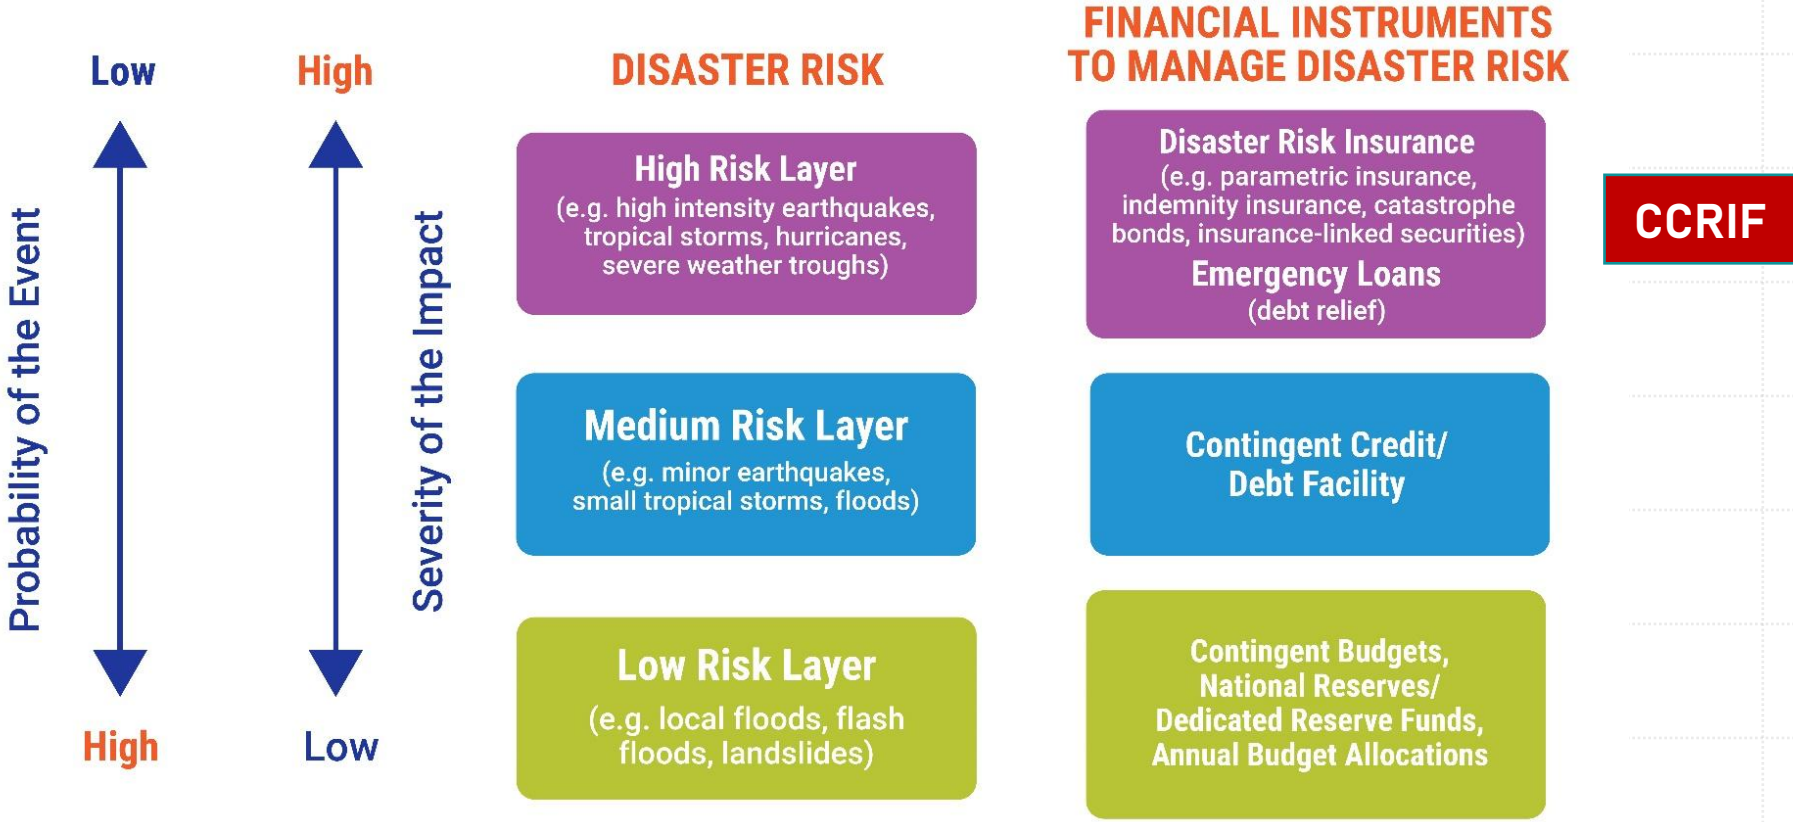 Low
High
Probability of the Event
High
Low
Severity of the Impact
DISASTER RISK
High Risk Layer
(e.g. high intensity earthquakes,
tropical storms, hurricanes,
severe weather troughs)
Medium Risk Layer
(e.g. minor earthquakes,
small tropical storms, floods)
Low Risk Layer
(e.g. local floods, flash
floods, landslides)
FINANCIAL INSTRUMENTS
TO MANAGE DISASTER RISK
Disaster Risk Insurance
(e.g. parametric insurance,
indemnity insurance, catastrophe
bonds, insurance-linked securities)
Emergency Loans
(debt relief)
Contingent Credit/
Debt Facility
Contingent Budgets,
National Reserves/
Dedicated Reserve Funds,
Annual Budget Allocations
CCRIF